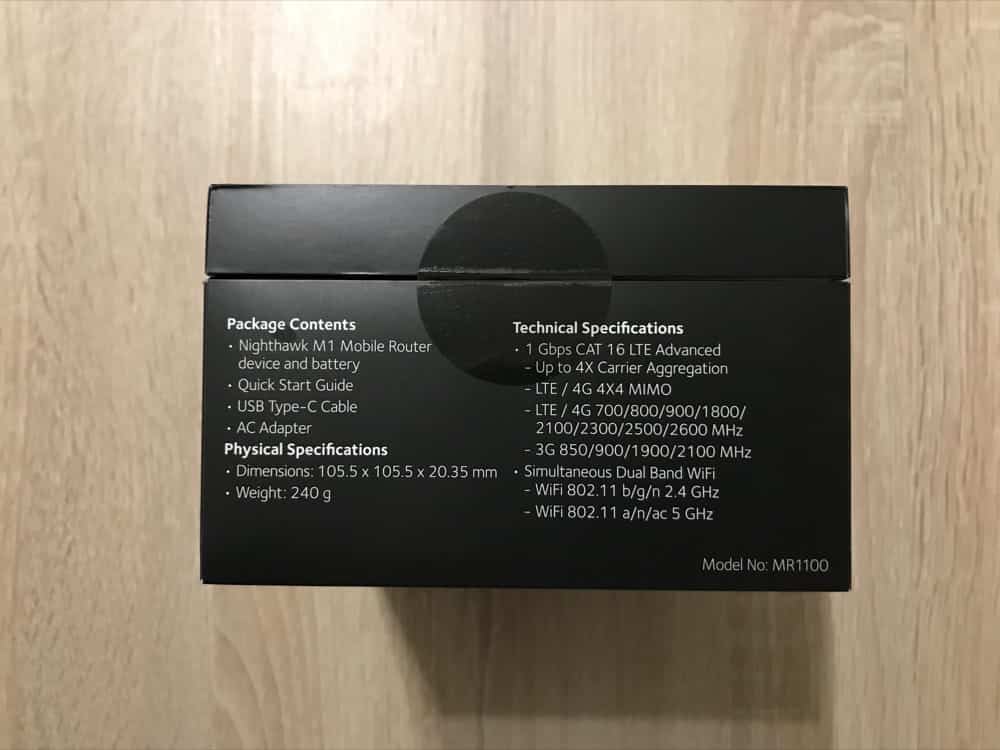 Package Contents
· Nighthawk M1 Mobile Router
device and battery
· Quick Start Guide
· USB Type-C Cable
· AC Adapter
Physical Specifications
· Dimensions: 105.5 x 105.5 x 20.35 mm
· Weight: 240 g
Technical Specifications
· 1 Gbps CAT 16 LTE Advanced
- Up to 4X Carrier Aggregation
- LTE / 4G 4X4 MIMO
- LTE / 4G 700/800/900/1800/
2100/2300/2500/2600 MHz
- 3G 850/900/1900/2100 MHz
· Simultaneous Dual Band WiFi
- WiFi 802.11 b/g/n 2.4 GHz
- WiFi 802.11 a/n/ac 5 GHz
Model No: MR1100